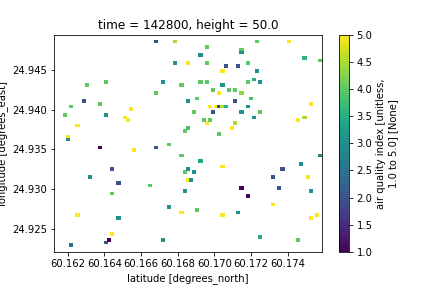 time = 142800, height = 50.0
24.945
24.940
24.935
24.930
24.925
longitude [degrees_east]
60.162 60.164 60.166 60.168 60.170 60.172 60.174
latitude [degrees_north]
5.0
4.5
4.0
3.5
3.0
2.5
2.0
1.5
1.0
air quality index [unitless,
1.0 to 5.0] [None]